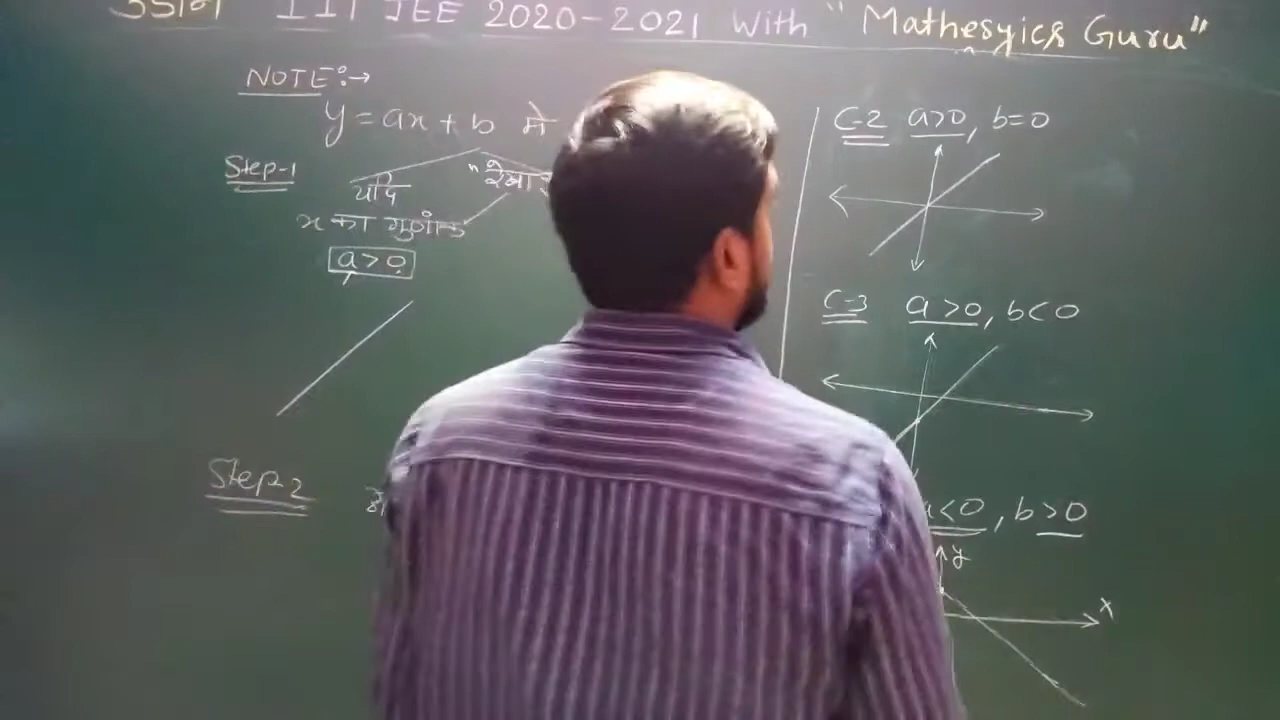 IIT JEE 2020-2021 With "Mathesyics Guru"
NOTE:→
y = ax + b में
Step-1
यदि
"रेखा
x का गुणांक
a > 0
Step-2
C-2 a>0, b=0
C-3 a>0, b<0
<0, b>0
y
x